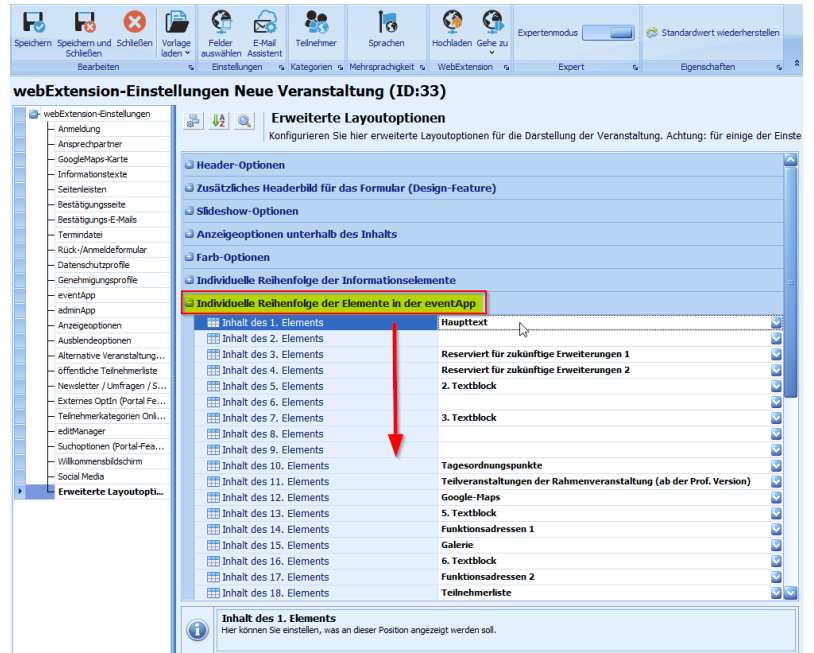 Speichern Speichern und Schließen Schließen Vorlage laden Felder auswählen E-Mail Assistent Teilnehmer Sprachen Hochladen Gehe zu Expertenmodus Standardwert wiederherstellen
Bearbeiten Einstellungen Kategorien Mehrsprachigkeit WebExtension Expert Eigenschaften
webExtension-Einstellungen Neue Veranstaltung (ID:33)
webExtension-Einstellungen
Anmeldung
Ansprechpartner
GoogleMaps-Karte
Informationstexte
Seitenleisten
Bestätigungsseite
Bestätigungs-E-Mails
Termindatei
Rück-/Anmeldeformular
Datenschutzprofile
Genehmigungsprofile
eventApp
adminApp
Anzeigeoptionen
Ausblendeoptionen
Alternative Veranstaltung...
öffentliche Teilnehmerliste
Newsletter / Umfragen / S...
Externes OptIn (Portal Fe...
Teilnehmerkategorien Onli...
editManager
Suchoptionen (Portal-Fea...
Willkommensbildschirm
Social Media
Erweiterte Layoutopti...
Erweiterte Layoutoptionen
Konfigurieren Sie hier erweiterte Layoutoptionen für die Darstellung der Veranstaltung. Achtung: für einige der Einste
Header-Optionen
Zusätzliches Headerbild für das Formular (Design-Feature)
Slideshow-Optionen
Anzeigeoptionen unterhalb des Inhalts
Farb-Optionen
Individuelle Reihenfolge der Informationselemente
Individuelle Reihenfolge der Elemente in der eventApp
Inhalt des 1. Elements Haupttext
Inhalt des 2. Elements
Inhalt des 3. Elements Reserviert für zukünftige Erweiterungen 1
Inhalt des 4. Elements Reserviert für zukünftige Erweiterungen 2
Inhalt des 5. Elements 2. Textblock
Inhalt des 6. Elements
Inhalt des 7. Elements 3. Textblock
Inhalt des 8. Elements
Inhalt des 9. Elements
Inhalt des 10. Elements Tagesordnungspunkte
Inhalt des 11. Elements Teilveranstaltungen der Rahmenveranstaltung (ab der Prof. Version)
Inhalt des 12. Elements Google-Maps
Inhalt des 13. Elements 5. Textblock
Inhalt des 14. Elements Funktionsadressen 1
Inhalt des 15. Elements Galerie
Inhalt des 16. Elements 6. Textblock
Inhalt des 17. Elements Funktionsadressen 2
Inhalt des 18. Elements Teilnehmerliste
Inhalt des 1. Elements
Hier können Sie einstellen, was an dieser Position angezeigt werden soll.